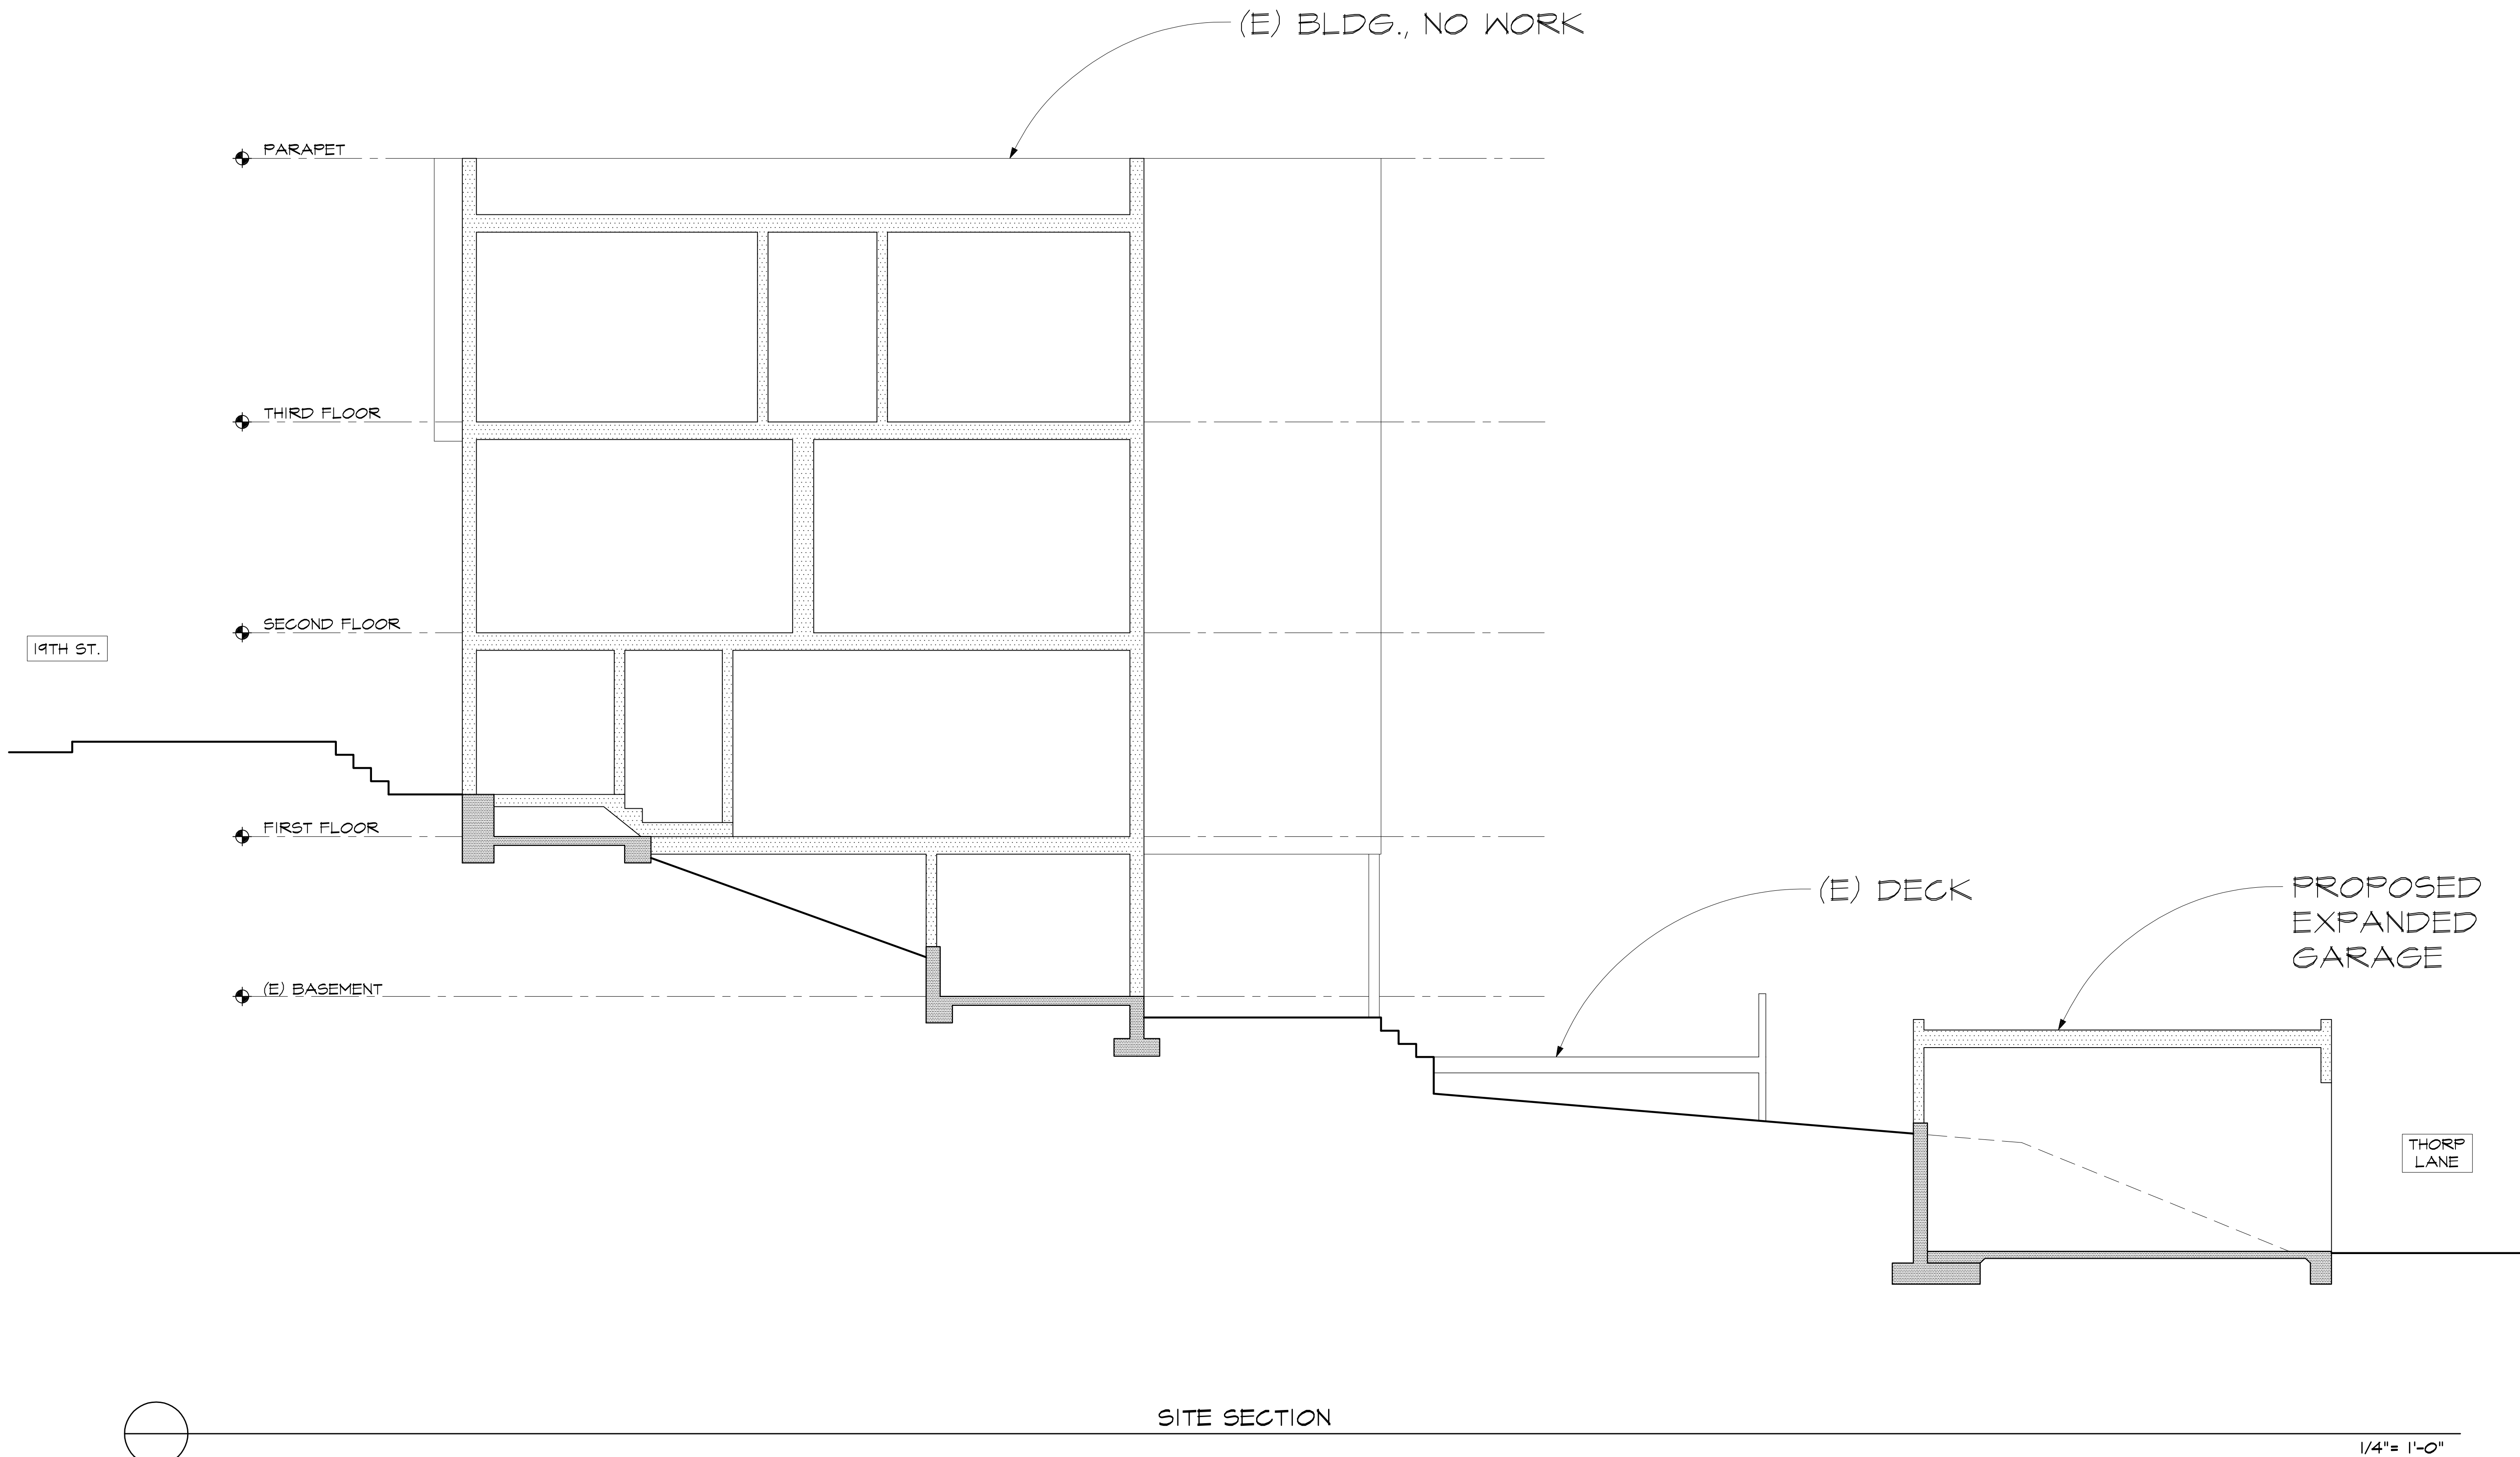 (E) BLDG., NO WORK
PARAPET
THIRD FLOOR
SECOND FLOOR
19TH ST.
FIRST FLOOR
(E) DECK
PROPOSED
EXPANDED
GARAGE
(E) BASEMENT
THORP
LANE
SITE SECTION
1/4"= 1'-0"